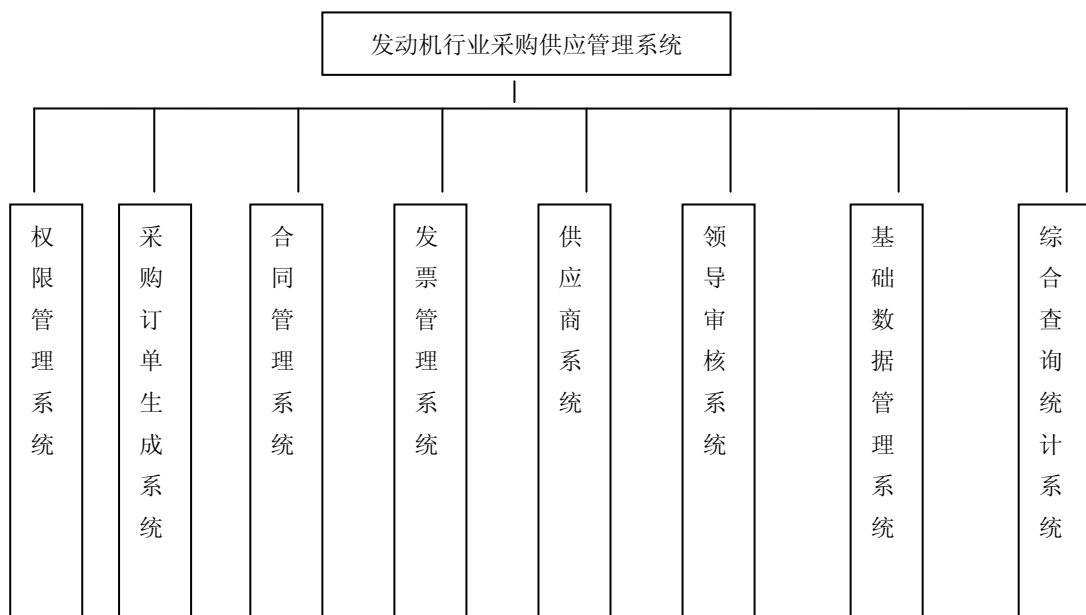 发动机行业采购供应管理系统
权限管理系统
采购订单生成系统
合同管理系统
发票管理系统
供应商系统
领导审核系统
基础数据管理系统
综合查询统计系统